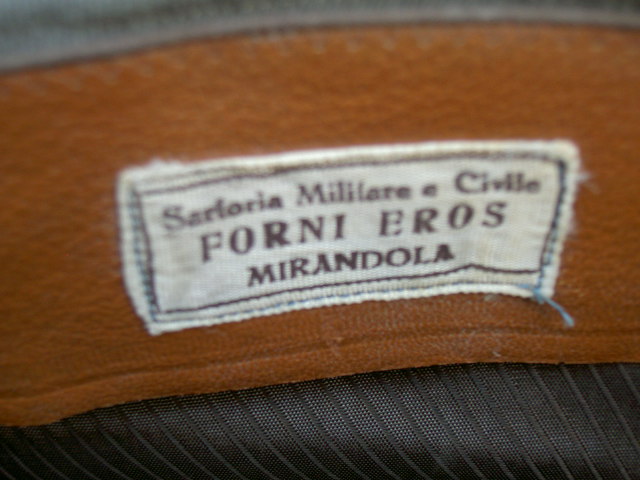 Sartoria Militare e Civile
FORNI EROS
MIRANDOLA